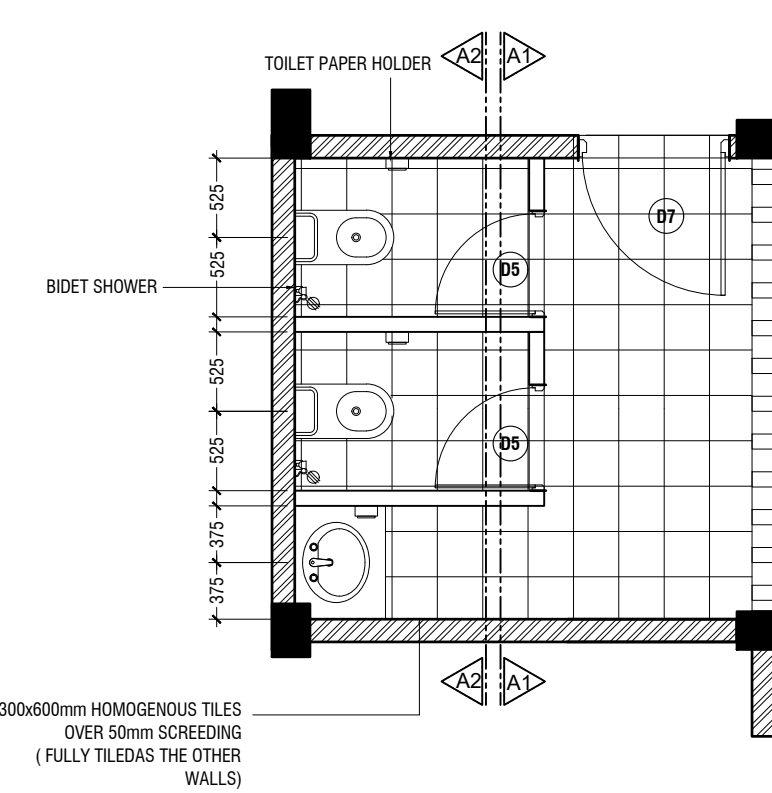 TOILET PAPER HOLDER
A2 A1
525
D7
525
D5
BIDET SHOWER
525
525
D5
375
375
A2 A1
300x600mm HOMOGENOUS TILES
OVER 50mm SCREEDING
( FULLY TILEDAS THE OTHER
WALLS)